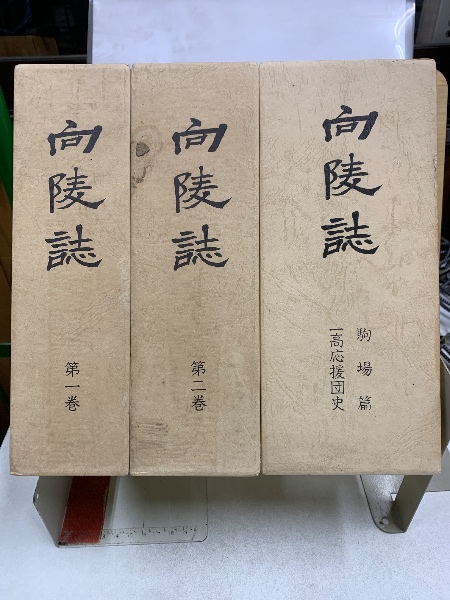 向陵誌
第一巻
向陵誌
第二巻
向陵誌
駒場篇
一高応援団史